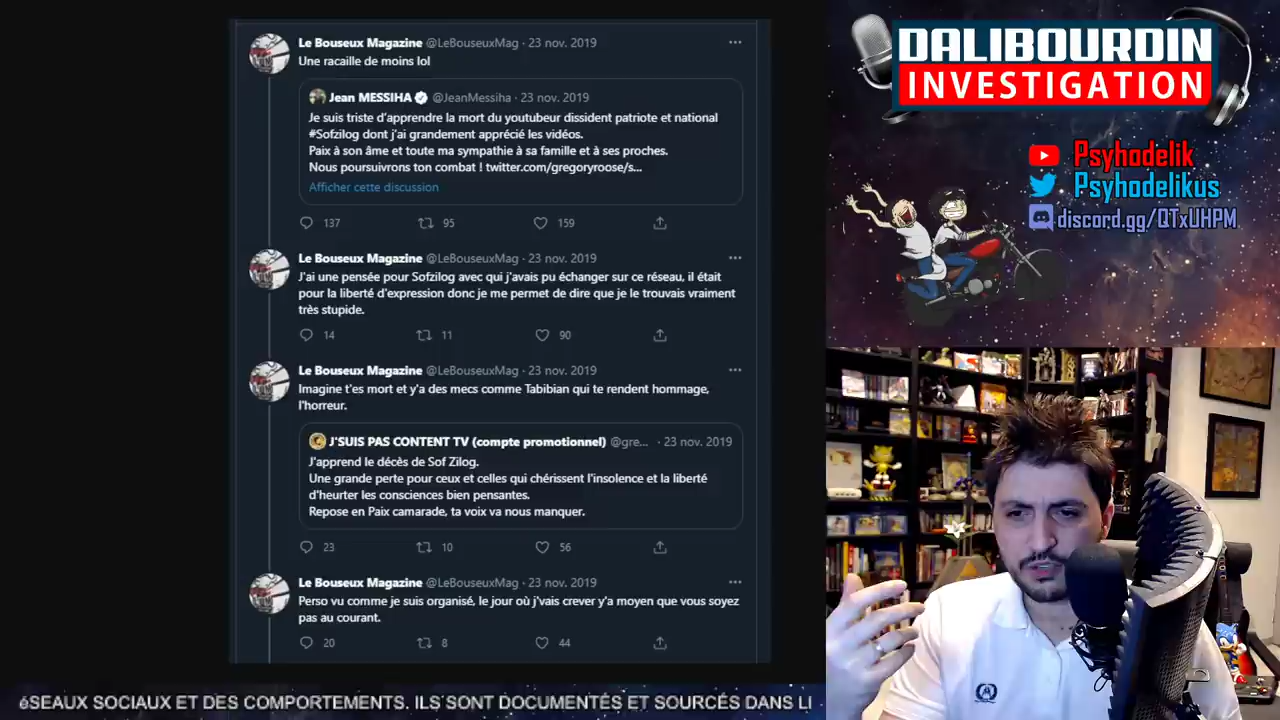 Le Bouseux Magazine @LeBouseuxMag · 23 nov. 2019
Une racaille de moins lol
Jean MESSIHA @JeanMessiha · 23 nov. 2019
Je suis triste d'apprendre la mort du youtubeur dissident patriote et national
#Sofzilog dont j'ai grandement apprécié les vidéos.
Paix à son âme et toute ma sympathie à sa famille et à ses proches.
Nous poursuivrons ton combat ! twitter.com/gregoryroose/s...
Afficher cette discussion
137 95 159
Le Bouseux Magazine @LeBouseuxMag · 23 nov. 2019
J'ai une pensée pour Sofzilog avec qui j'avais pu échanger sur ce réseau, il était
pour la liberté d'expression donc je me permet de dire que je le trouvais vraiment
très stupide.
14 11 90
Le Bouseux Magazine @LeBouseuxMag · 23 nov. 2019
Imagine t'es mort et y'a des mecs comme Tabibian qui te rendent hommage,
l'horreur.
J'SUIS PAS CONTENT TV (compte promotionnel) @gre... · 23 nov. 2019
J'apprend le décès de Sof Zilog.
Une grande perte pour ceux et celles qui chérissent l'insolence et la liberté
d'heurter les consciences bien pensantes.
Repose en Paix camarade, ta voix va nous manquer.
23 10 56
Le Bouseux Magazine @LeBouseuxMag · 23 nov. 2019
Perso vu comme je suis organisé, le jour où j'vais crever y'a moyen que vous soyez
pas au courant.
20 8 44
DALIBOURDIN
INVESTIGATION
Psyhodelik
Psyhodelikus
discord.gg/QTxUHPM
éSEAUX SOCIAUX ET DES COMPORTEMENTS. ILS SONT DOCUMENTÉS ET SOURCÉS DANS L